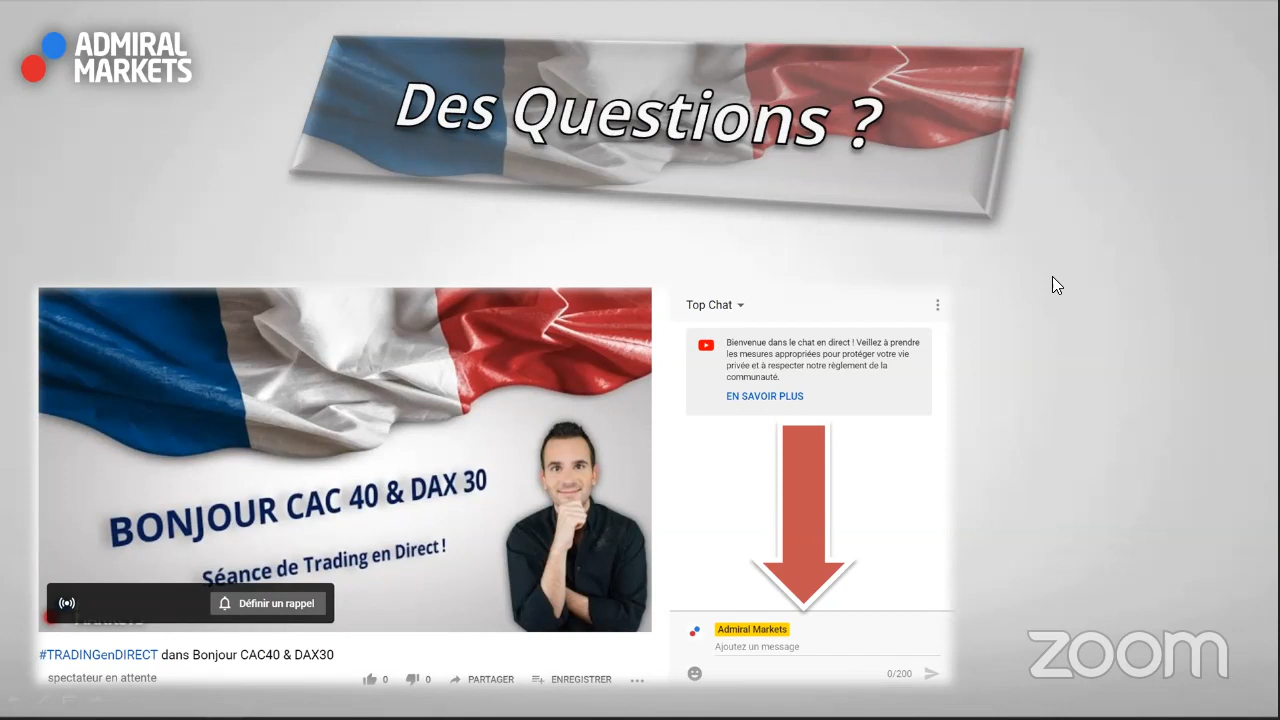 ADMIRAL
MARKETS
Des Questions ?
BONJOUR CAC 40 & DAX 30
Séance de Trading en Direct !
Définir un rappel
#TRADINGenDIRECT dans Bonjour CAC40 & DAX30
spectateur en attente
0
0
PARTAGER
ENREGISTRER
Top Chat
Bienvenue dans le chat en direct ! Veillez à prendre
les mesures appropriées pour protéger votre vie
privée et à respecter notre règlement de la
communauté.
EN SAVOIR PLUS
Admiral Markets
Ajoutez un message
0/200
zoom